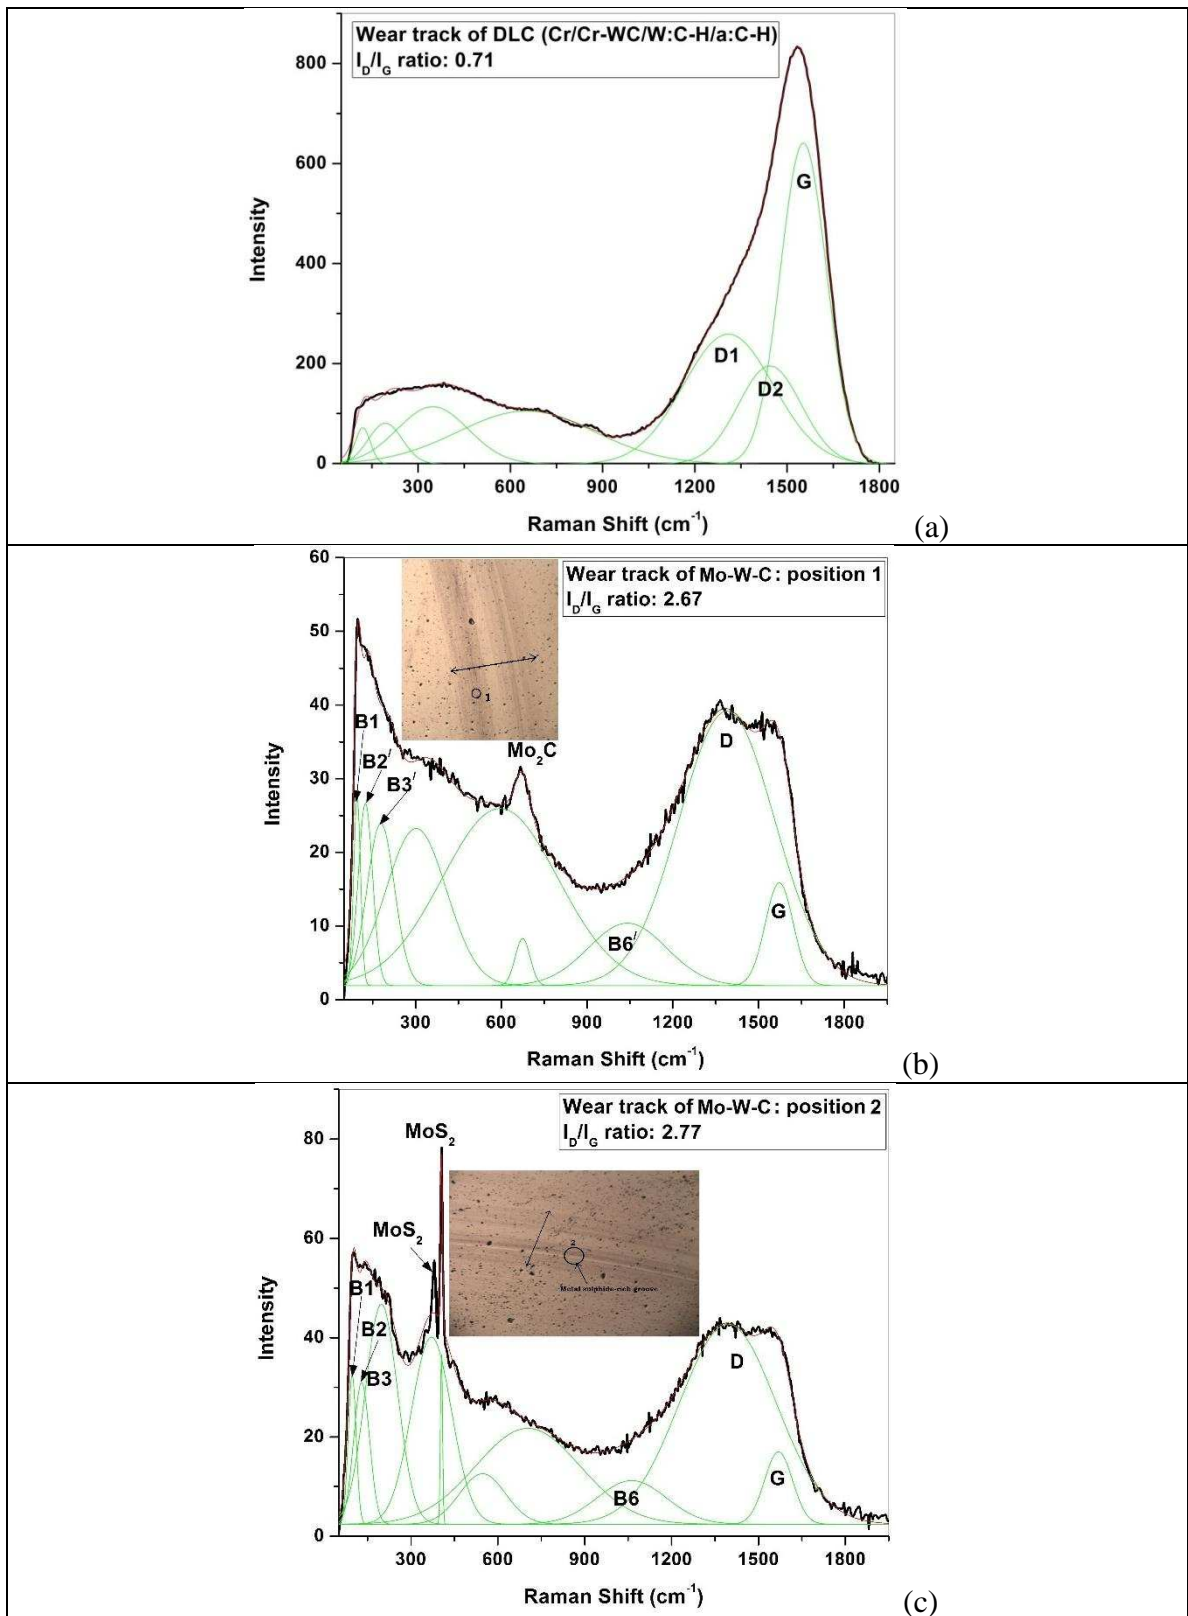 Wear track of DLC (Cr/Cr-WC/W:C-H/a:C-H)
I_D/I_G ratio: 0.71
800
600
400
200
0
Intensity
G
D1
D2
300 600 900 1200 1500 1800
Raman Shift (cm⁻¹)
(a)
Wear track of Mo-W-C: position 1
I_D/I_G ratio: 2.67
60
50
40
30
20
10
0
Intensity
1
B1
B2′
B3′
Mo₂C
D
G
B6′
300 600 900 1200 1500 1800
Raman Shift (cm⁻¹)
(b)
Wear track of Mo-W-C: position 2
I_D/I_G ratio: 2.77
80
60
40
20
0
Intensity
MoS₂
MoS₂
2
Metal sulphide-rich groove
B1
B2
B3
D
G
B6
300 600 900 1200 1500 1800
Raman Shift (cm⁻¹)
(c)